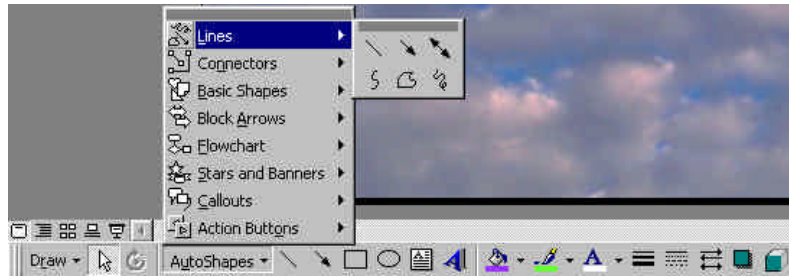 Lines
Connectors
Basic Shapes
Block Arrows
Flowchart
Stars and Banners
Callouts
Action Buttons
Draw AutoShapes A A